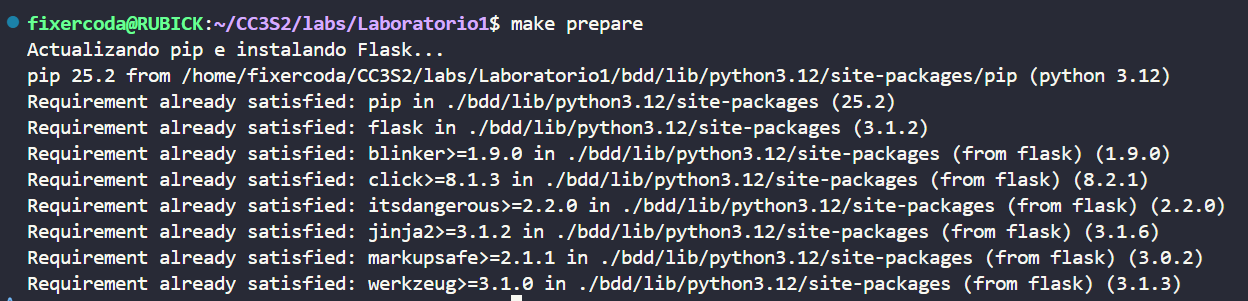 fixercoda@RUBICK:~/CC3S2/labs/Laboratorio1$ make prepare
Actualizando pip e instalando Flask...
pip 25.2 from /home/fixercoda/CC3S2/labs/Laboratorio1/bdd/lib/python3.12/site-packages/pip (python 3.12)
Requirement already satisfied: pip in ./bdd/lib/python3.12/site-packages (25.2)
Requirement already satisfied: flask in ./bdd/lib/python3.12/site-packages (3.1.2)
Requirement already satisfied: blinker>=1.9.0 in ./bdd/lib/python3.12/site-packages (from flask) (1.9.0)
Requirement already satisfied: click>=8.1.3 in ./bdd/lib/python3.12/site-packages (from flask) (8.2.1)
Requirement already satisfied: itsdangerous>=2.2.0 in ./bdd/lib/python3.12/site-packages (from flask) (2.2.0)
Requirement already satisfied: jinja2>=3.1.2 in ./bdd/lib/python3.12/site-packages (from flask) (3.1.6)
Requirement already satisfied: markupsafe>=2.1.1 in ./bdd/lib/python3.12/site-packages (from flask) (3.0.2)
Requirement already satisfied: werkzeug>=3.1.0 in ./bdd/lib/python3.12/site-packages (from flask) (3.1.3)